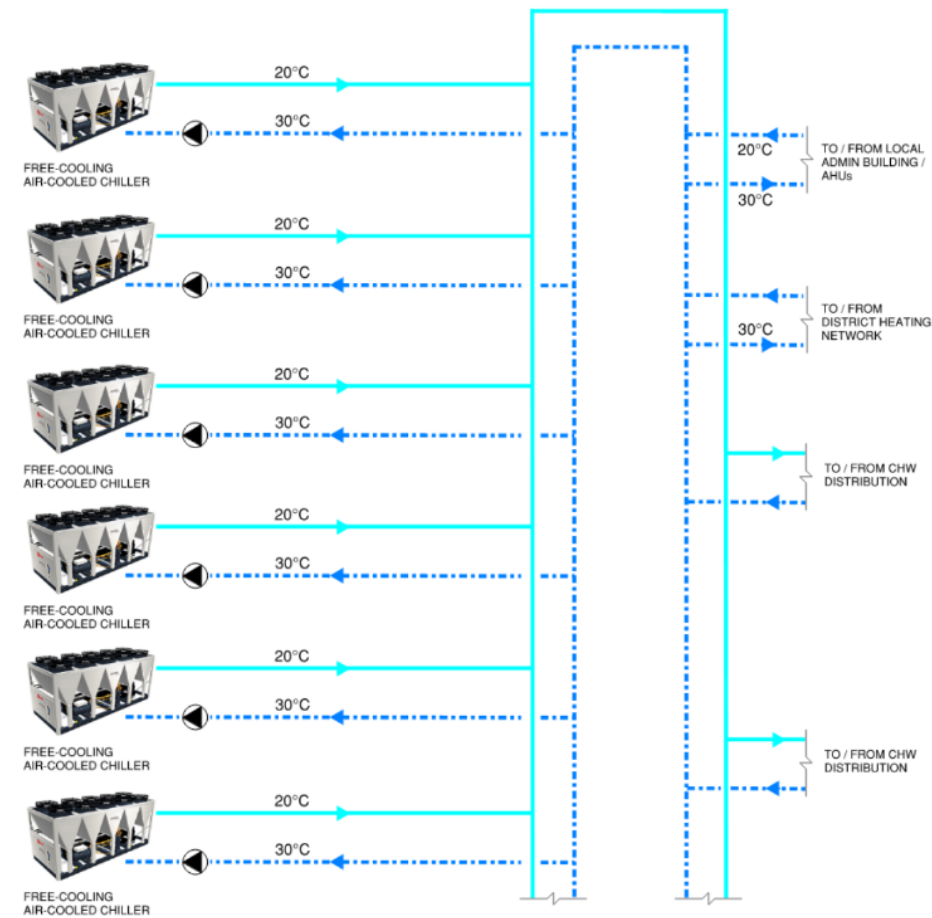 20°C
30°C
FREE-COOLING
AIR-COOLED CHILLER
20°C
30°C
TO / FROM LOCAL
ADMIN BUILDING /
AHUs
20°C
30°C
FREE-COOLING
AIR-COOLED CHILLER
30°C
TO / FROM
DISTRICT HEATING
NETWORK
20°C
30°C
FREE-COOLING
AIR-COOLED CHILLER
TO / FROM CHW
DISTRIBUTION
20°C
30°C
FREE-COOLING
AIR-COOLED CHILLER
20°C
30°C
FREE-COOLING
AIR-COOLED CHILLER
TO / FROM CHW
DISTRIBUTION
20°C
30°C
FREE-COOLING
AIR-COOLED CHILLER